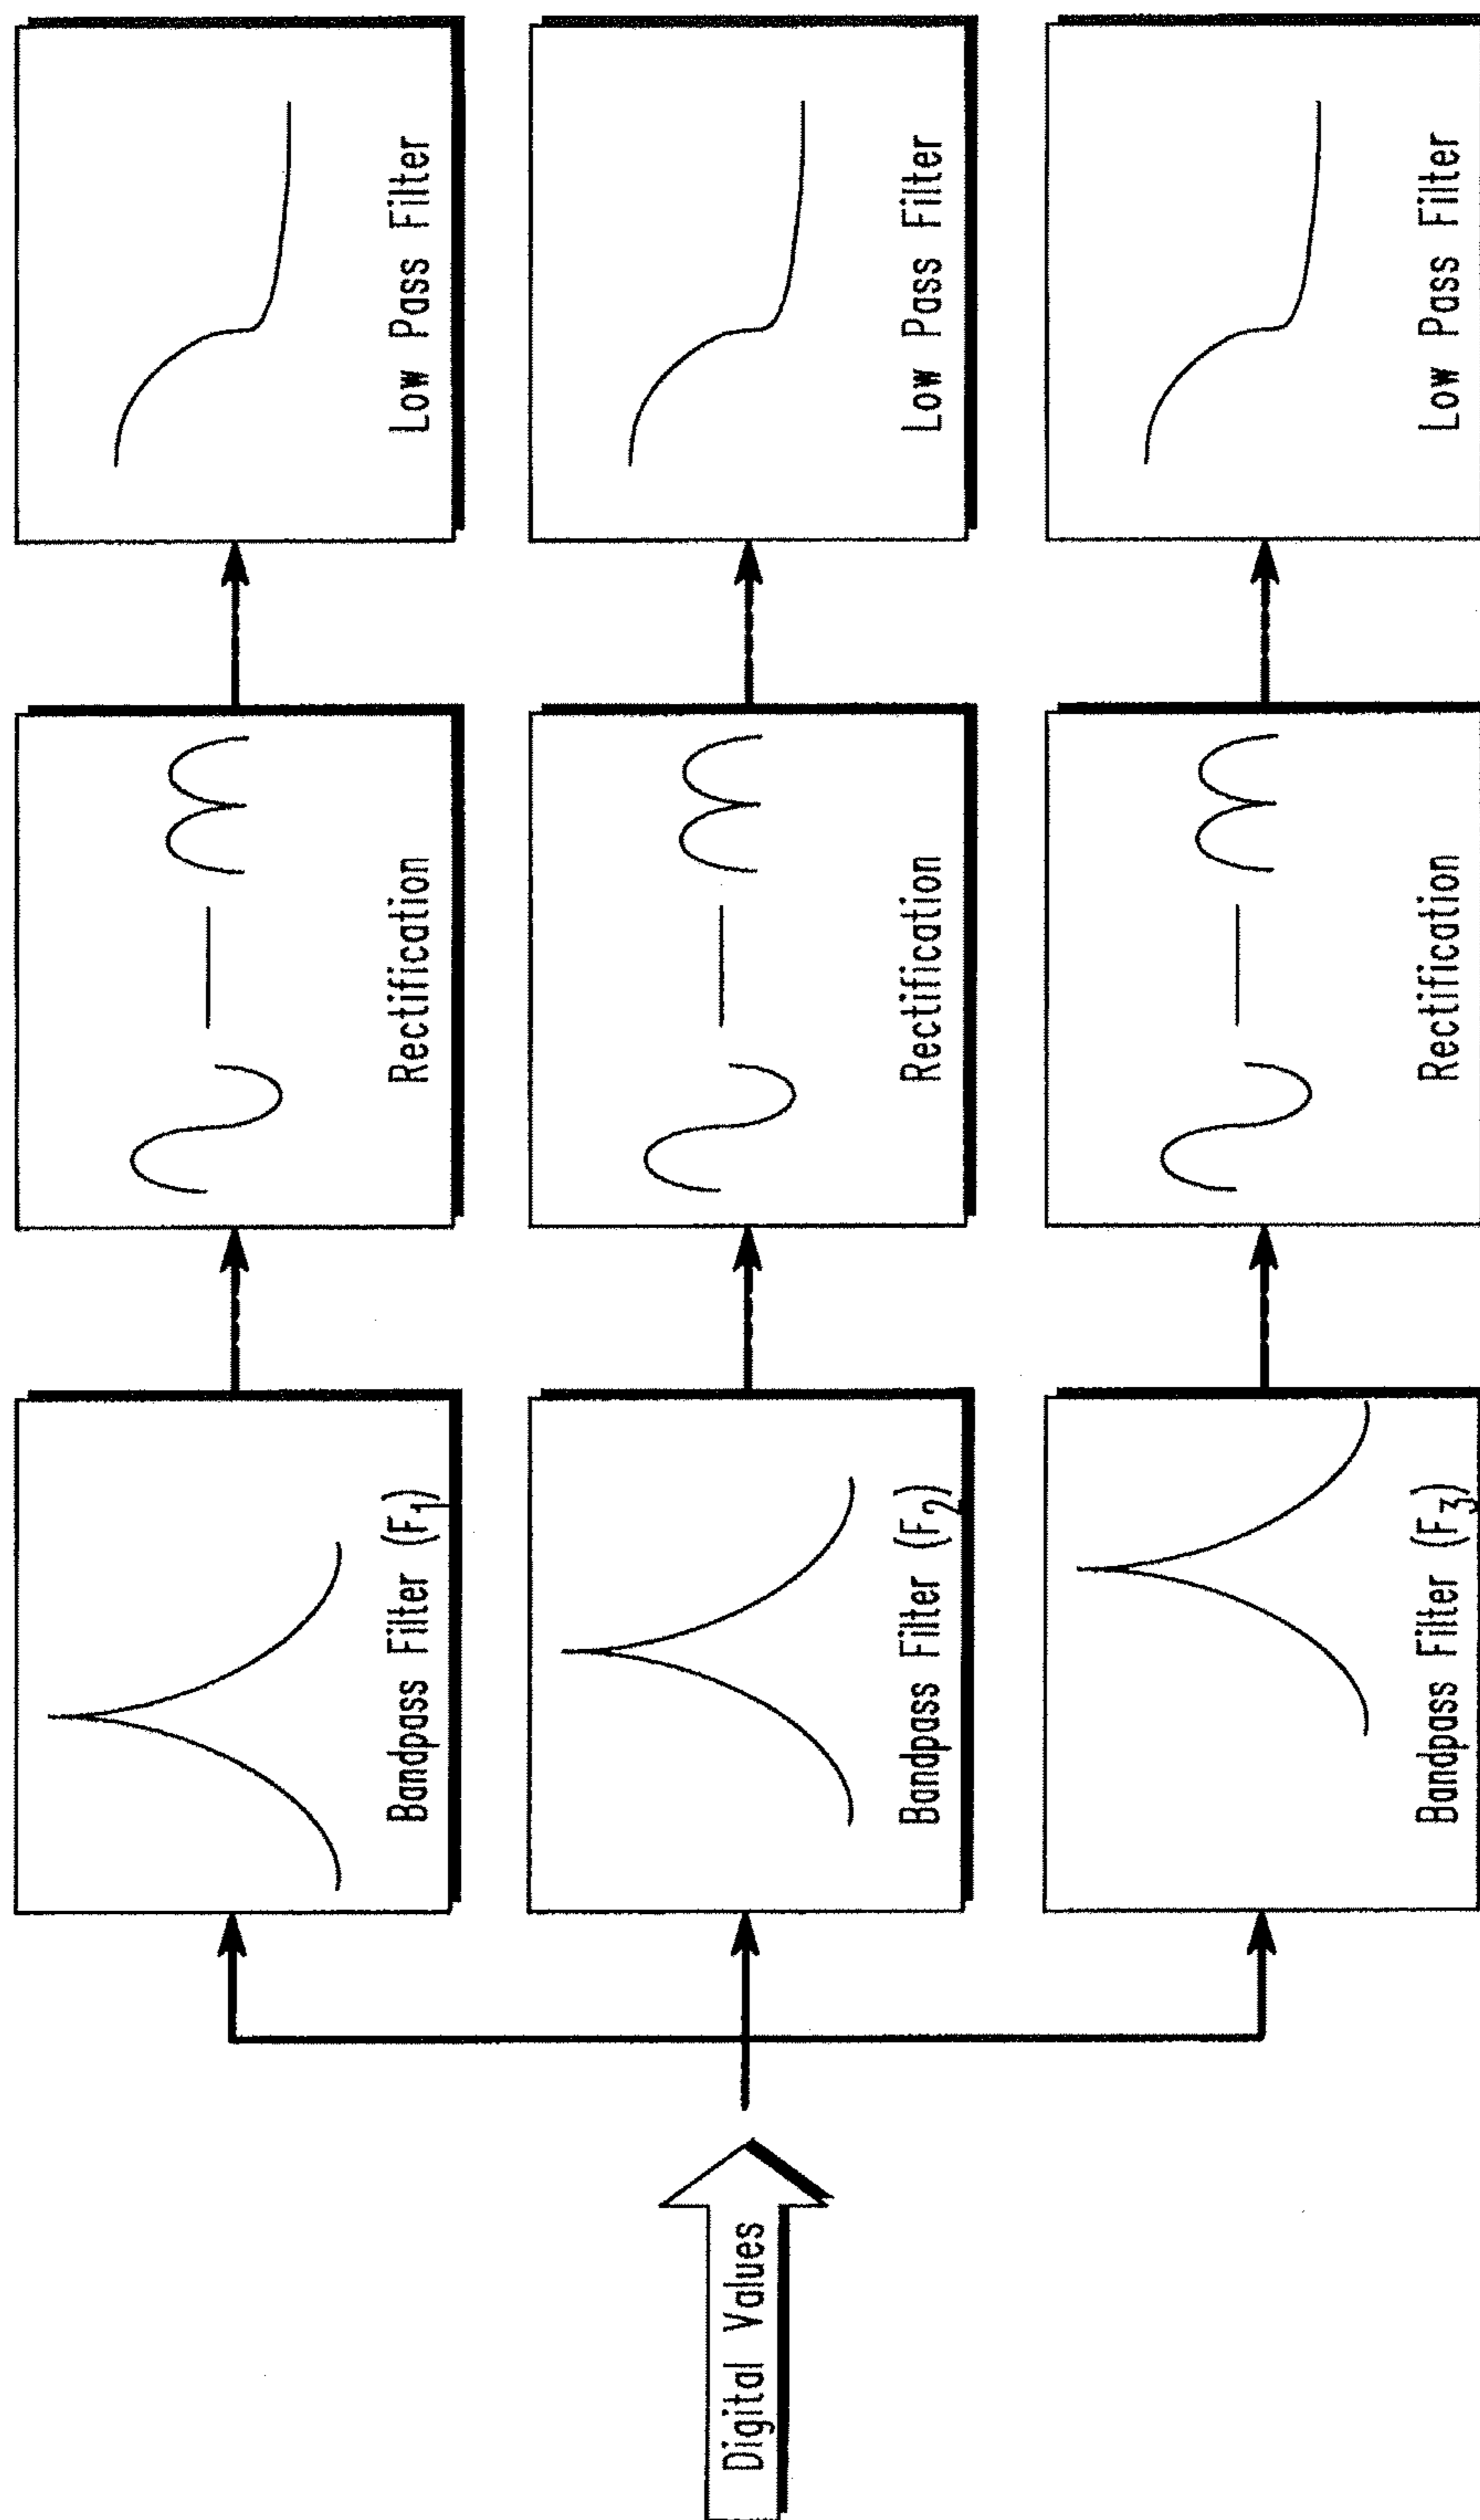 Digital Values
Bandpass Filter (F1)
Rectification
Low Pass Filter
Bandpass Filter (F2)
Rectification
Low Pass Filter
Bandpass Filter (F3)
Rectification
Low Pass Filter